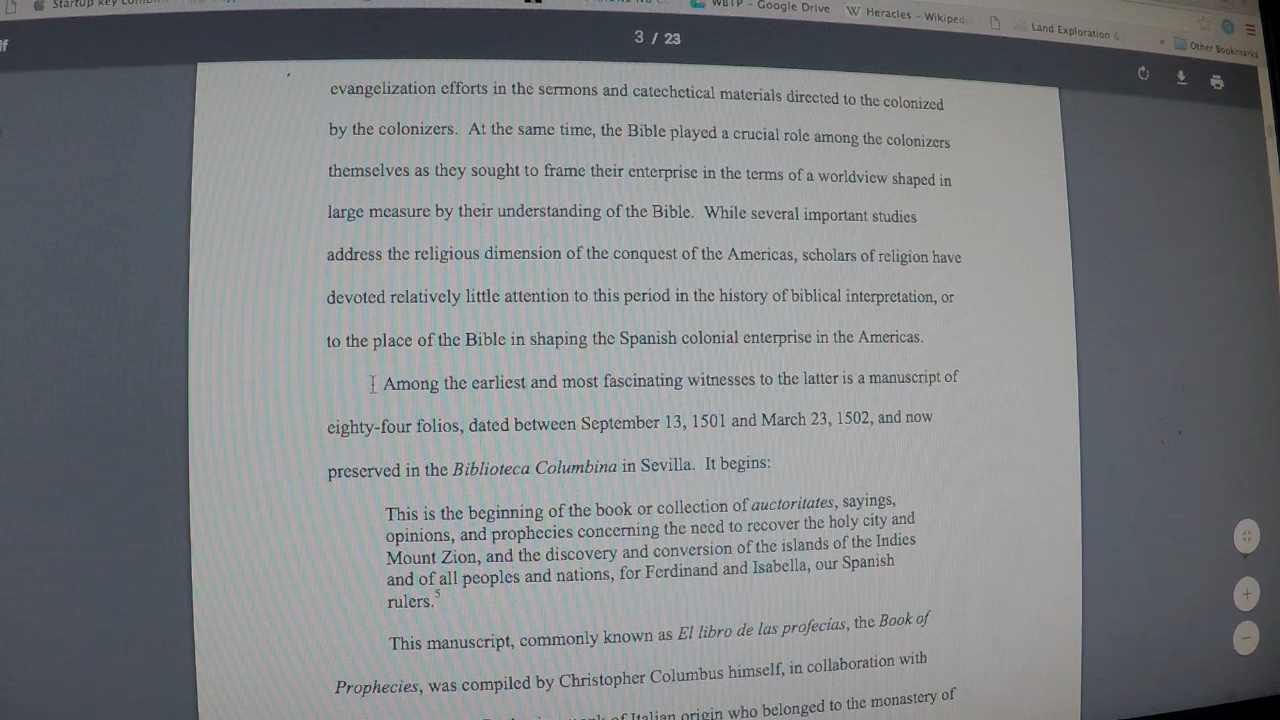 Startup key
WBTP - Google Drive
Heracles - Wikiped
Land Exploration &
» Other Bookmarks
3 / 23
evangelization efforts in the sermons and catechetical materials directed to the colonized
by the colonizers. At the same time, the Bible played a crucial role among the colonizers
themselves as they sought to frame their enterprise in the terms of a worldview shaped in
large measure by their understanding of the Bible. While several important studies
address the religious dimension of the conquest of the Americas, scholars of religion have
devoted relatively little attention to this period in the history of biblical interpretation, or
to the place of the Bible in shaping the Spanish colonial enterprise in the Americas.
Among the earliest and most fascinating witnesses to the latter is a manuscript of
eighty-four folios, dated between September 13, 1501 and March 23, 1502, and now
preserved in the Biblioteca Columbina in Sevilla. It begins:
This is the beginning of the book or collection of auctoritates, sayings,
opinions, and prophecies concerning the need to recover the holy city and
Mount Zion, and the discovery and conversion of the islands of the Indies
and of all peoples and nations, for Ferdinand and Isabella, our Spanish
rulers.5
This manuscript, commonly known as El libro de las profecías, the Book of
Prophecies, was compiled by Christopher Columbus himself, in collaboration with
of Italian origin who belonged to the monastery of